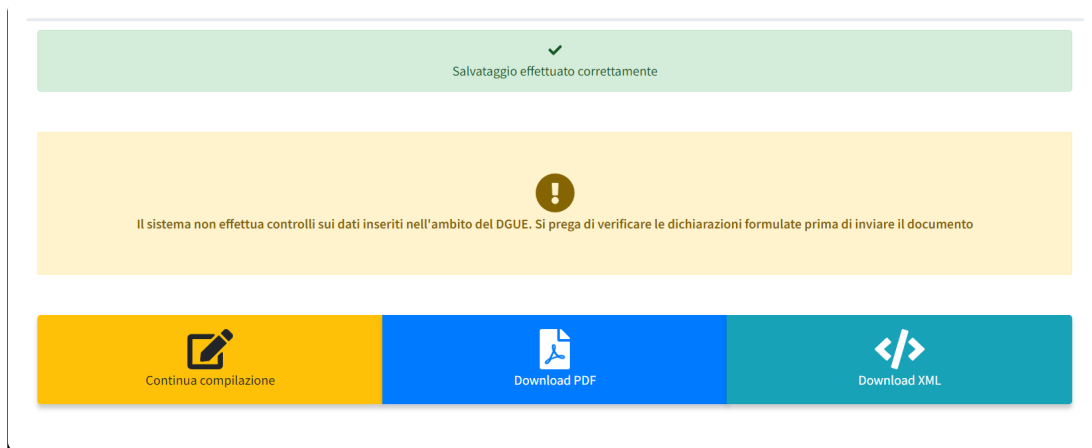 Salvataggio effettuato correttamente
Il sistema non effettua controlli sui dati inseriti nell'ambito del DGUE. Si prega di verificare le dichiarazioni formulate prima di inviare il documento
Continua compilazione
Download PDF
Download XML